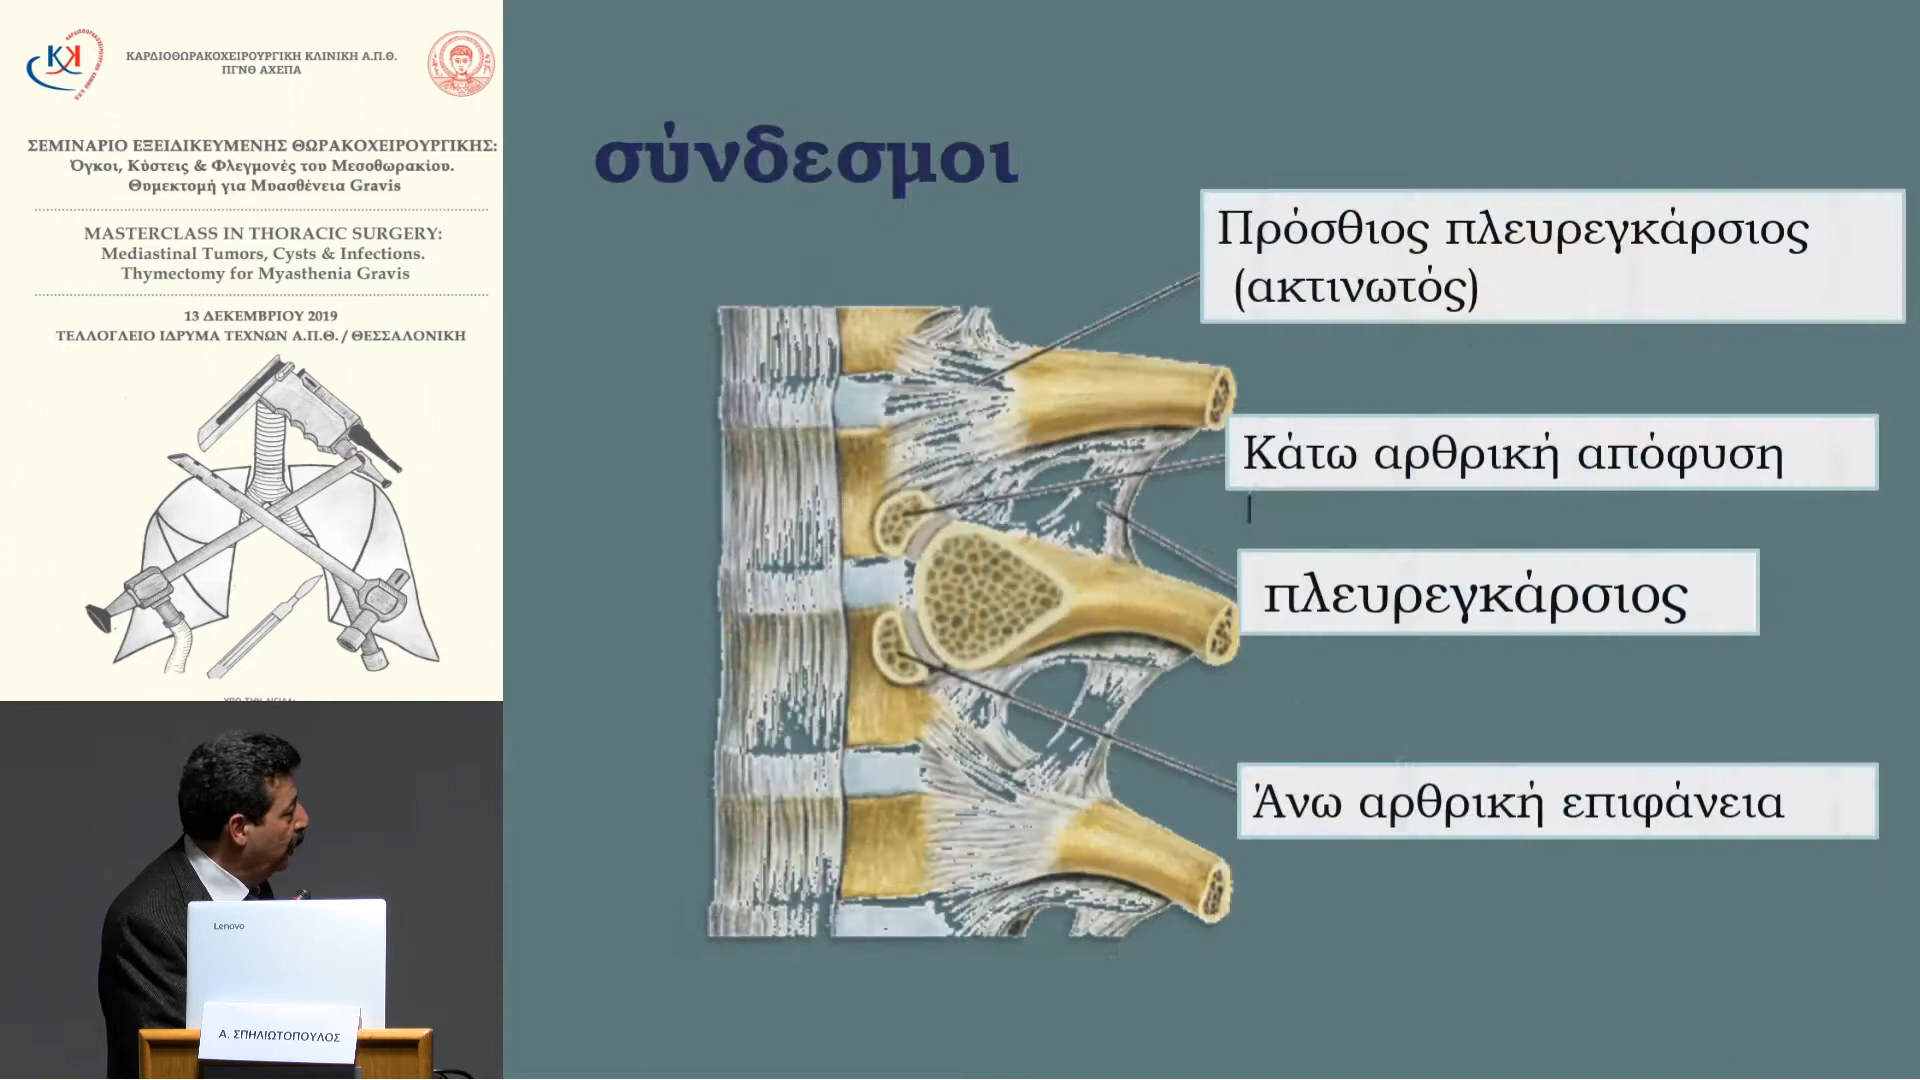 ΚΑΡΔΙΟΘΩΡΑΚΟΧΕΙΡΟΥΡΓΙΚΗ ΚΛΙΝΙΚΗ Α.Π.Θ.
ΠΓΝΘ ΑΧΕΠΑ
ΣΕΜΙΝΑΡΙΟ ΕΞΕΙΔΙΚΕΥΜΕΝΗΣ ΘΩΡΑΚΟΧΕΙΡΟΥΡΓΙΚΗΣ:
Όγκοι, Κύστεις & Φλεγμονές του Μεσοθωρακίου.
Θυμεκτομή για Μυασθένεια Gravis
MASTERCLASS IN THORACIC SURGERY:
Mediastinal Tumors, Cysts & Infections.
Thymectomy for Myasthenia Gravis
13 ΔΕΚΕΜΒΡΙΟΥ 2019
ΤΕΛΛΟΓΛΕΙΟ ΙΔΡΥΜΑ ΤΕΧΝΩΝ Α.Π.Θ. / ΘΕΣΣΑΛΟΝΙΚΗ
Lenovo
Α. ΣΠΗΛΙΩΤΟΠΟΥΛΟΣ
σύνδεσμοι
Πρόσθιος πλευρεγκάρσιος
(ακτινωτός)
Κάτω αρθρική απόφυση
πλευρεγκάρσιος
Άνω αρθρική επιφάνεια